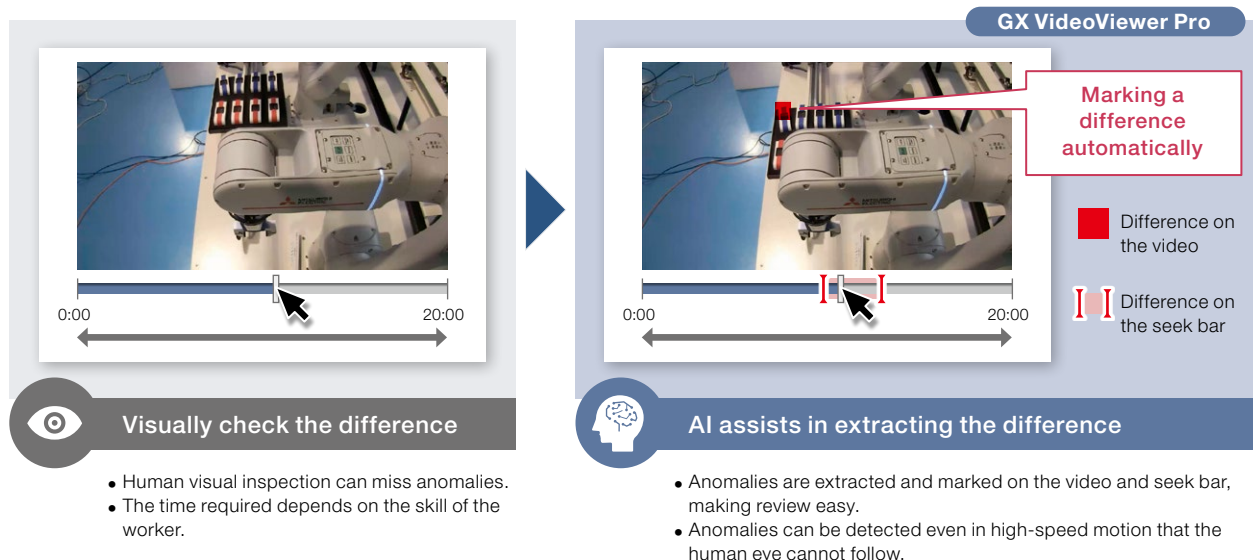 GX VideoViewer Pro
MITSUBISHI
ELECTRIC
0:00
20:00
Visually check the difference
• Human visual inspection can miss anomalies.
• The time required depends on the skill of the
worker.
MITSUBISHI
ELECTRIC
Marking a
difference
automatically
Difference on
the video
Difference on
the seek bar
0:00
20:00
AI assists in extracting the difference
• Anomalies are extracted and marked on the video and seek bar,
making review easy.
• Anomalies can be detected even in high-speed motion that the
human eye cannot follow.